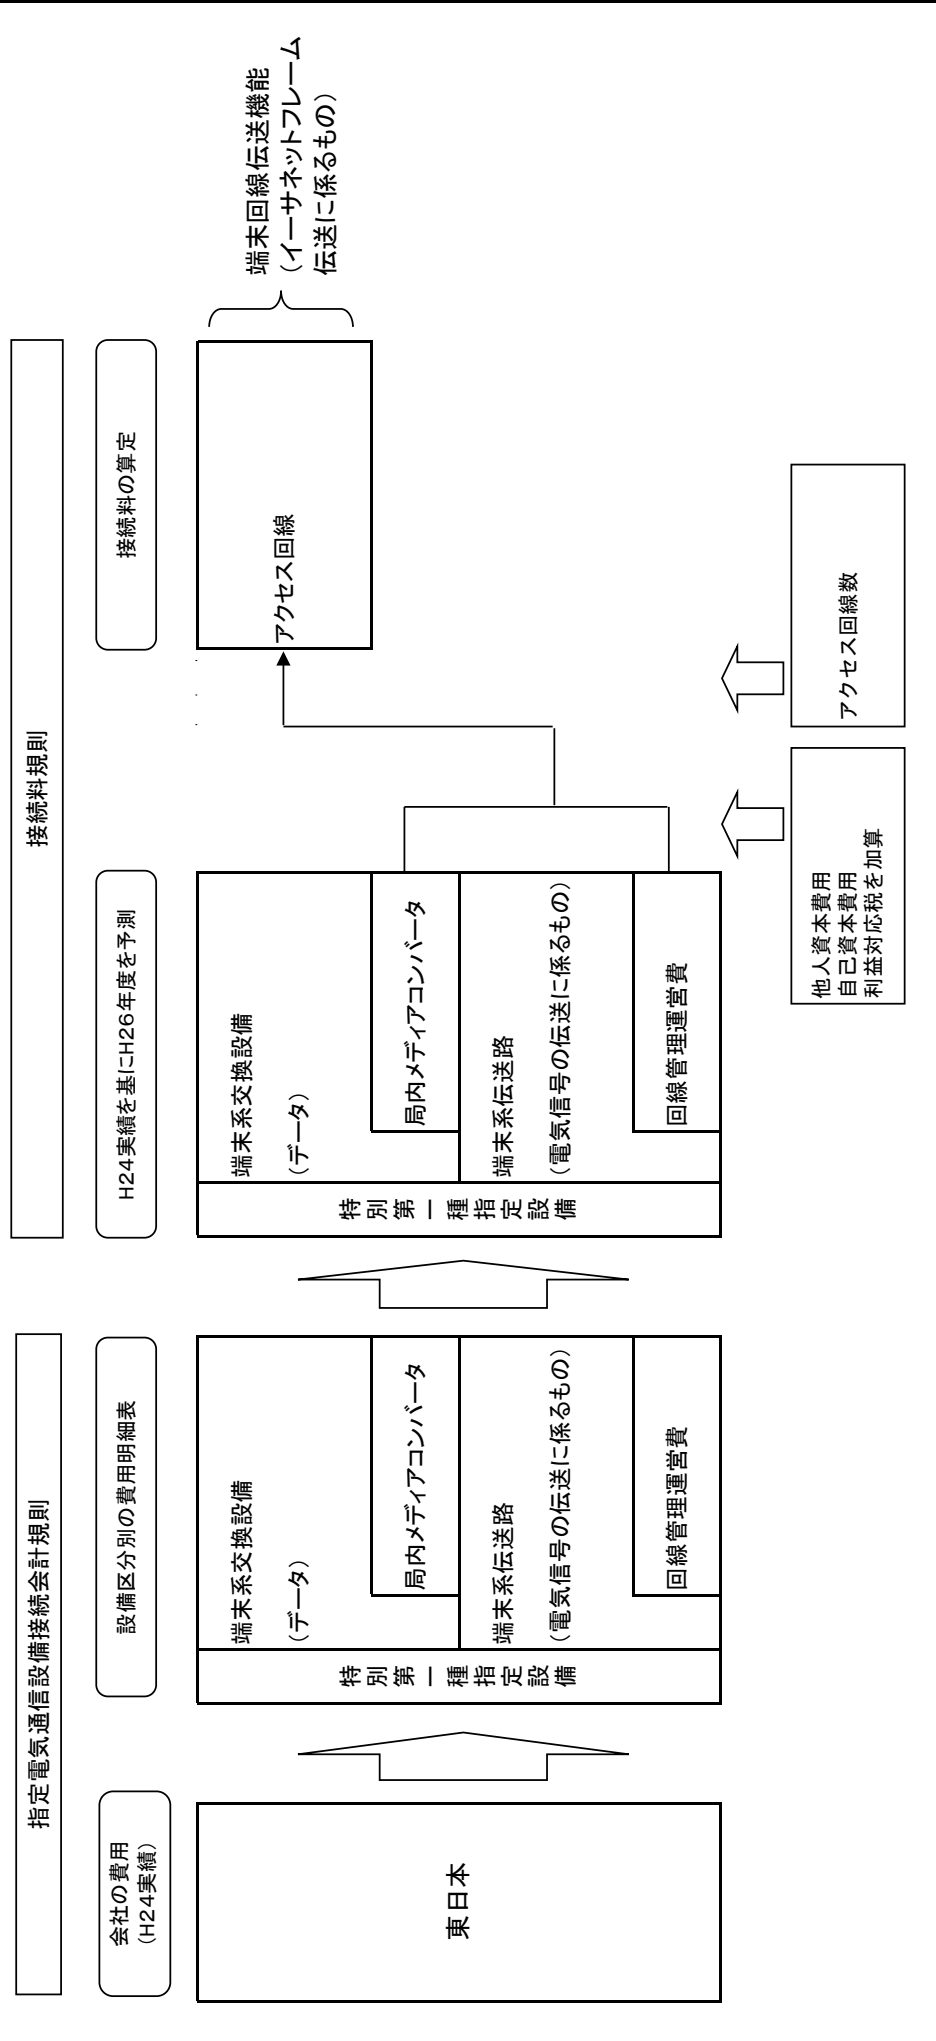 指定電気通信設備接続会計規則
接続料規則
会社の費用
（H24実績）
設備区分別の費用明細表
H24実績を基にH26年度を予測
接続料の算定
東日本
特別第一種指定設備
端末系交換設備
（データ）
局内メディアコンバータ
端末系伝送路
（電気信号の伝送に係るもの）
回線管理運営費
特別第一種指定設備
端末系交換設備
（データ）
局内メディアコンバータ
端末系伝送路
（電気信号の伝送に係るもの）
回線管理運営費
アクセス回線
端末回線伝送機能
（イーサネットフレーム
伝送に係るもの）
他人資本費用
自己資本費用
利益対応税を加算
アクセス回線数